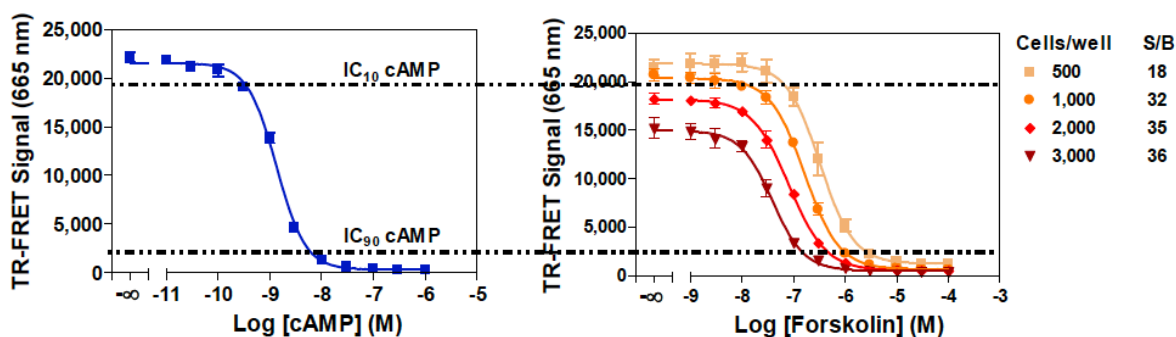 TR-FRET Signal (665 nm)
25,000
20,000
15,000
10,000
5,000
0
IC10 cAMP
IC90 cAMP
-∞ -11 -10 -9 -8 -7 -6 -5
Log [cAMP] (M)
TR-FRET Signal (665 nm)
25,000
20,000
15,000
10,000
5,000
0
-∞ -9 -8 -7 -6 -5 -4 -3
Log [Forskolin] (M)
Cells/well S/B
500 18
1,000 32
2,000 35
3,000 36